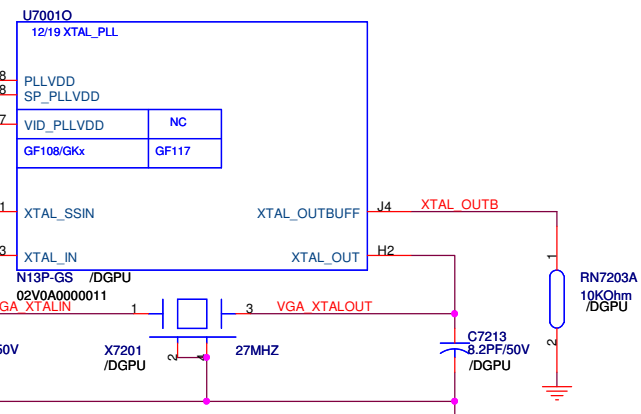 U7001O
12/19 XTAL_PLL
8 PLLVDD
8 SP_PLLVDD
7 VID_PLLVDD NC
GF108/GKx GF117
1 XTAL_SSIN XTAL_OUTBUFF J4 XTAL_OUTB
3 XTAL_IN XTAL_OUT H2
1
N13P-GS /DGPU
RN7203A
02V0A0000011
10KOhm
/DGPU
GA_XTALIN 1 3 VGA_XTALOUT
2
C7213
50V X7201 2 27MHZ 8.2PF/50V
/DGPU /DGPU